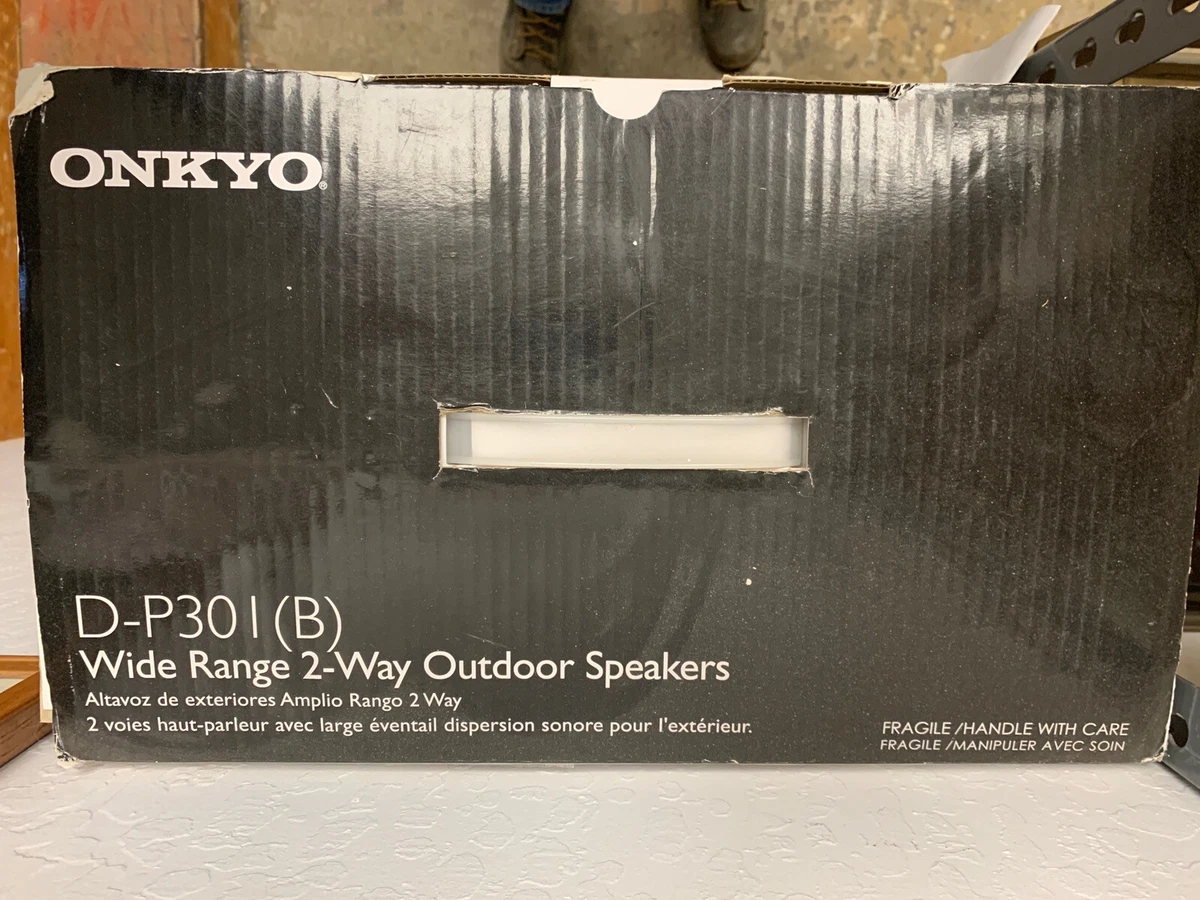 ONKYO®
D-P301(B)
Wide Range 2-Way Outdoor Speakers
Altavoz de exteriores Amplio Rango 2 Way
2 voies haut-parleur avec large éventail dispersion sonore pour l'extérieur.
FRAGILE /HANDLE WITH CARE
FRAGILE /MANIPULER AVEC SOIN